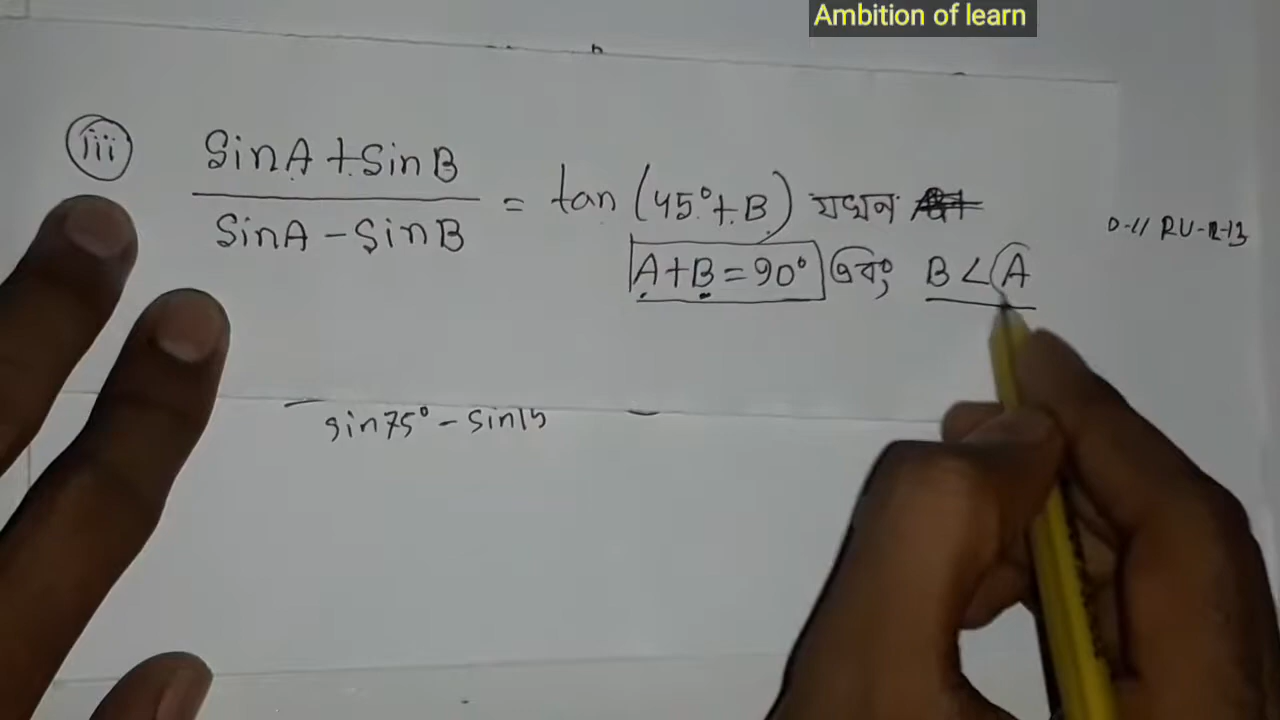 Ambition of learn
iii SinA + SinB / SinA - SinB = tan (45° + B) যখন
A + B = 90° এবং B < A
D-11 RU-12-13
sin75° - sin15